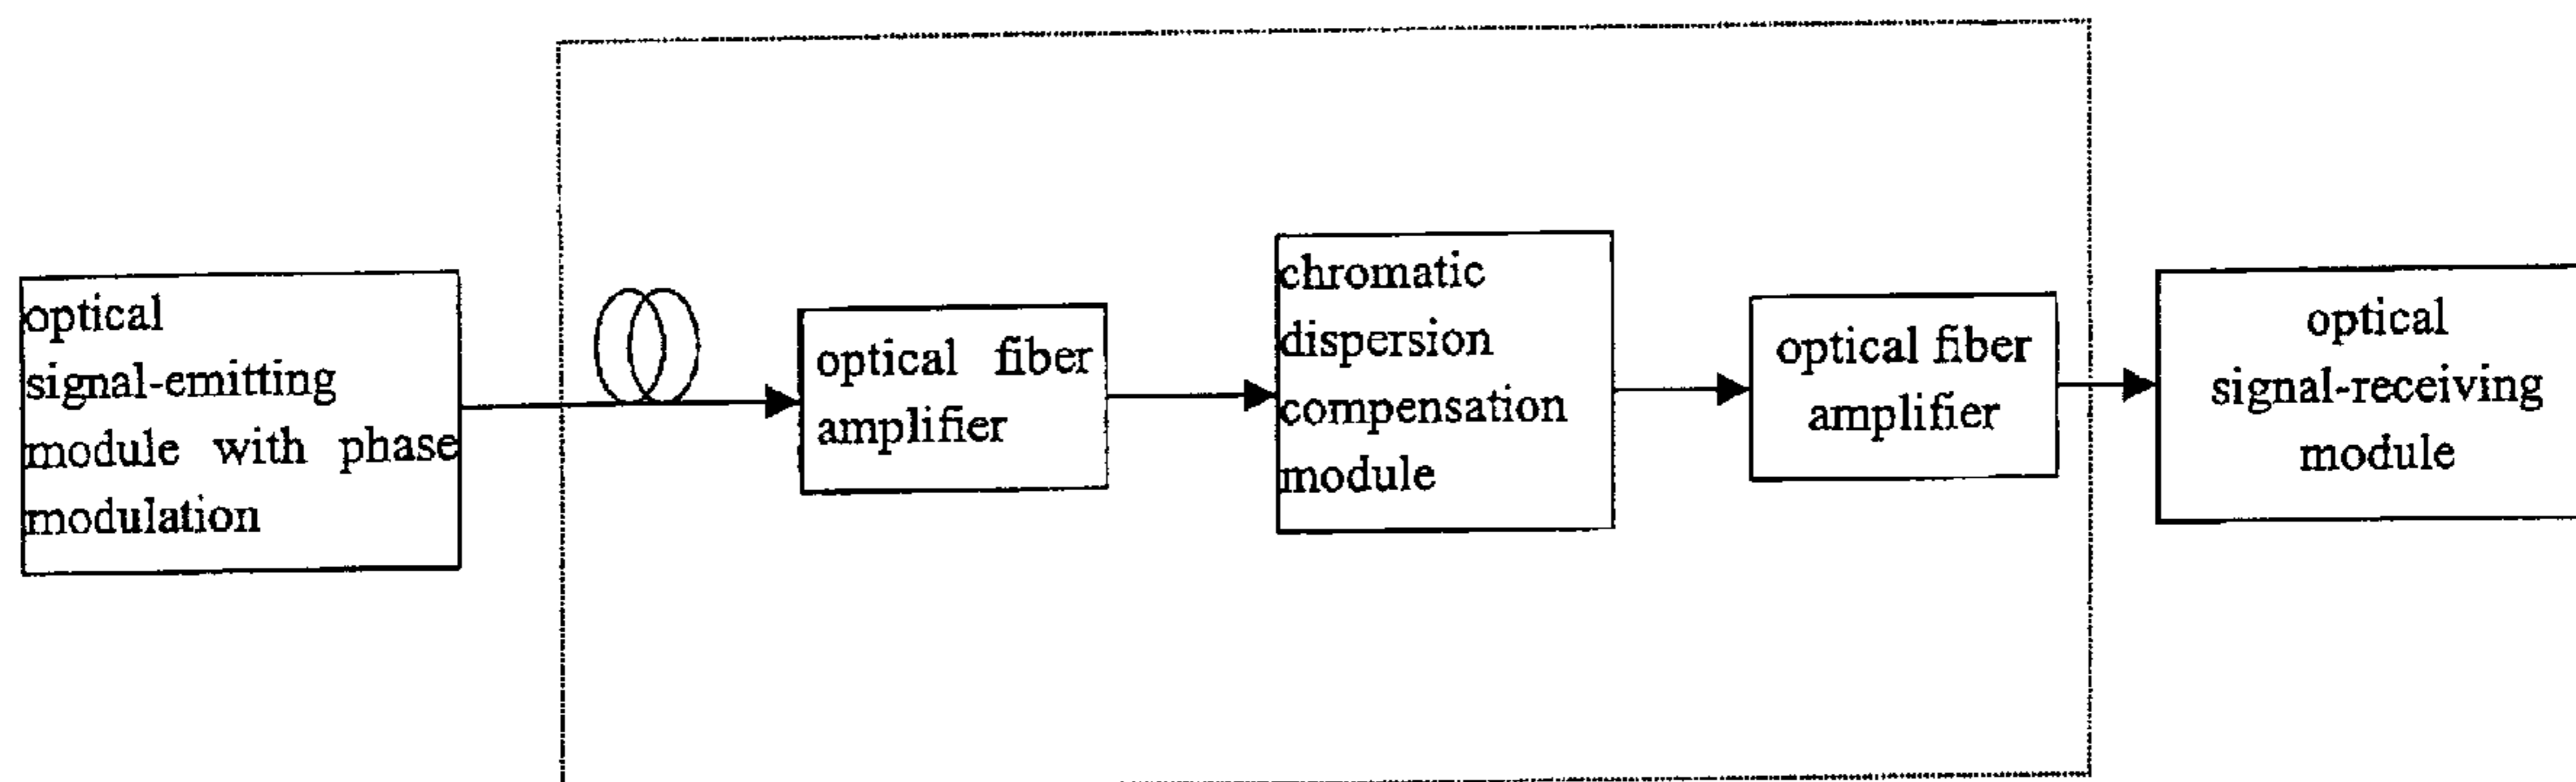 optical
signal-emitting
module with phase
modulation
optical fiber
amplifier
chromatic
dispersion
compensation
module
optical fiber
amplifier
optical
signal-receiving
module